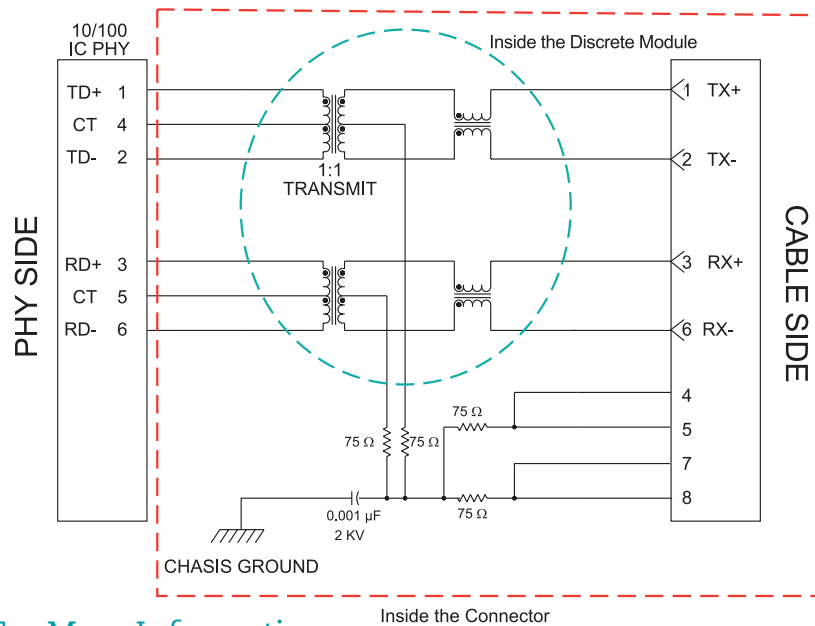 10/100
IC PHY
Inside the Discrete Module
TD+ 1
CT 4
TD- 2
1:1
TRANSMIT
1 TX+
2 TX-
PHY SIDE
CABLE SIDE
RD+ 3
CT 5
RD- 6
3 RX+
6 RX-
4
5
7
8
75 Ω
75 Ω
75 Ω
75 Ω
0.001 µF
2 KV
CHASIS GROUND
Inside the Connector